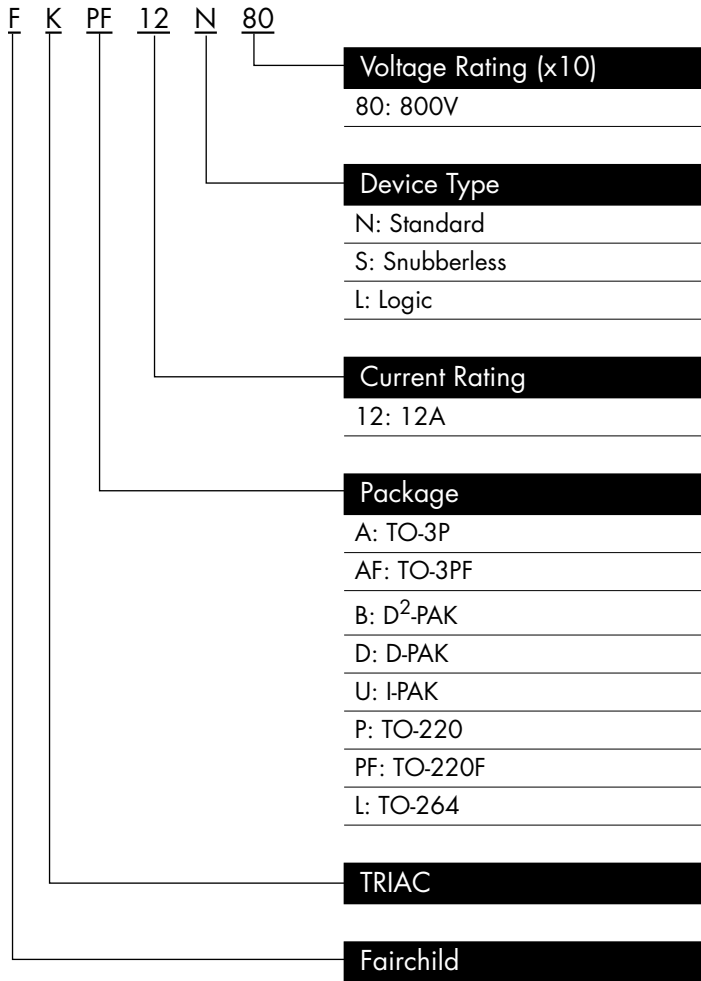 F K PF 12 N 80
Voltage Rating (x10)
80: 800V
Device Type
N: Standard
S: Snubberless
L: Logic
Current Rating
12: 12A
Package
A: TO-3P
AF: TO-3PF
B: D²-PAK
D: D-PAK
U: I-PAK
P: TO-220
PF: TO-220F
L: TO-264
TRIAC
Fairchild